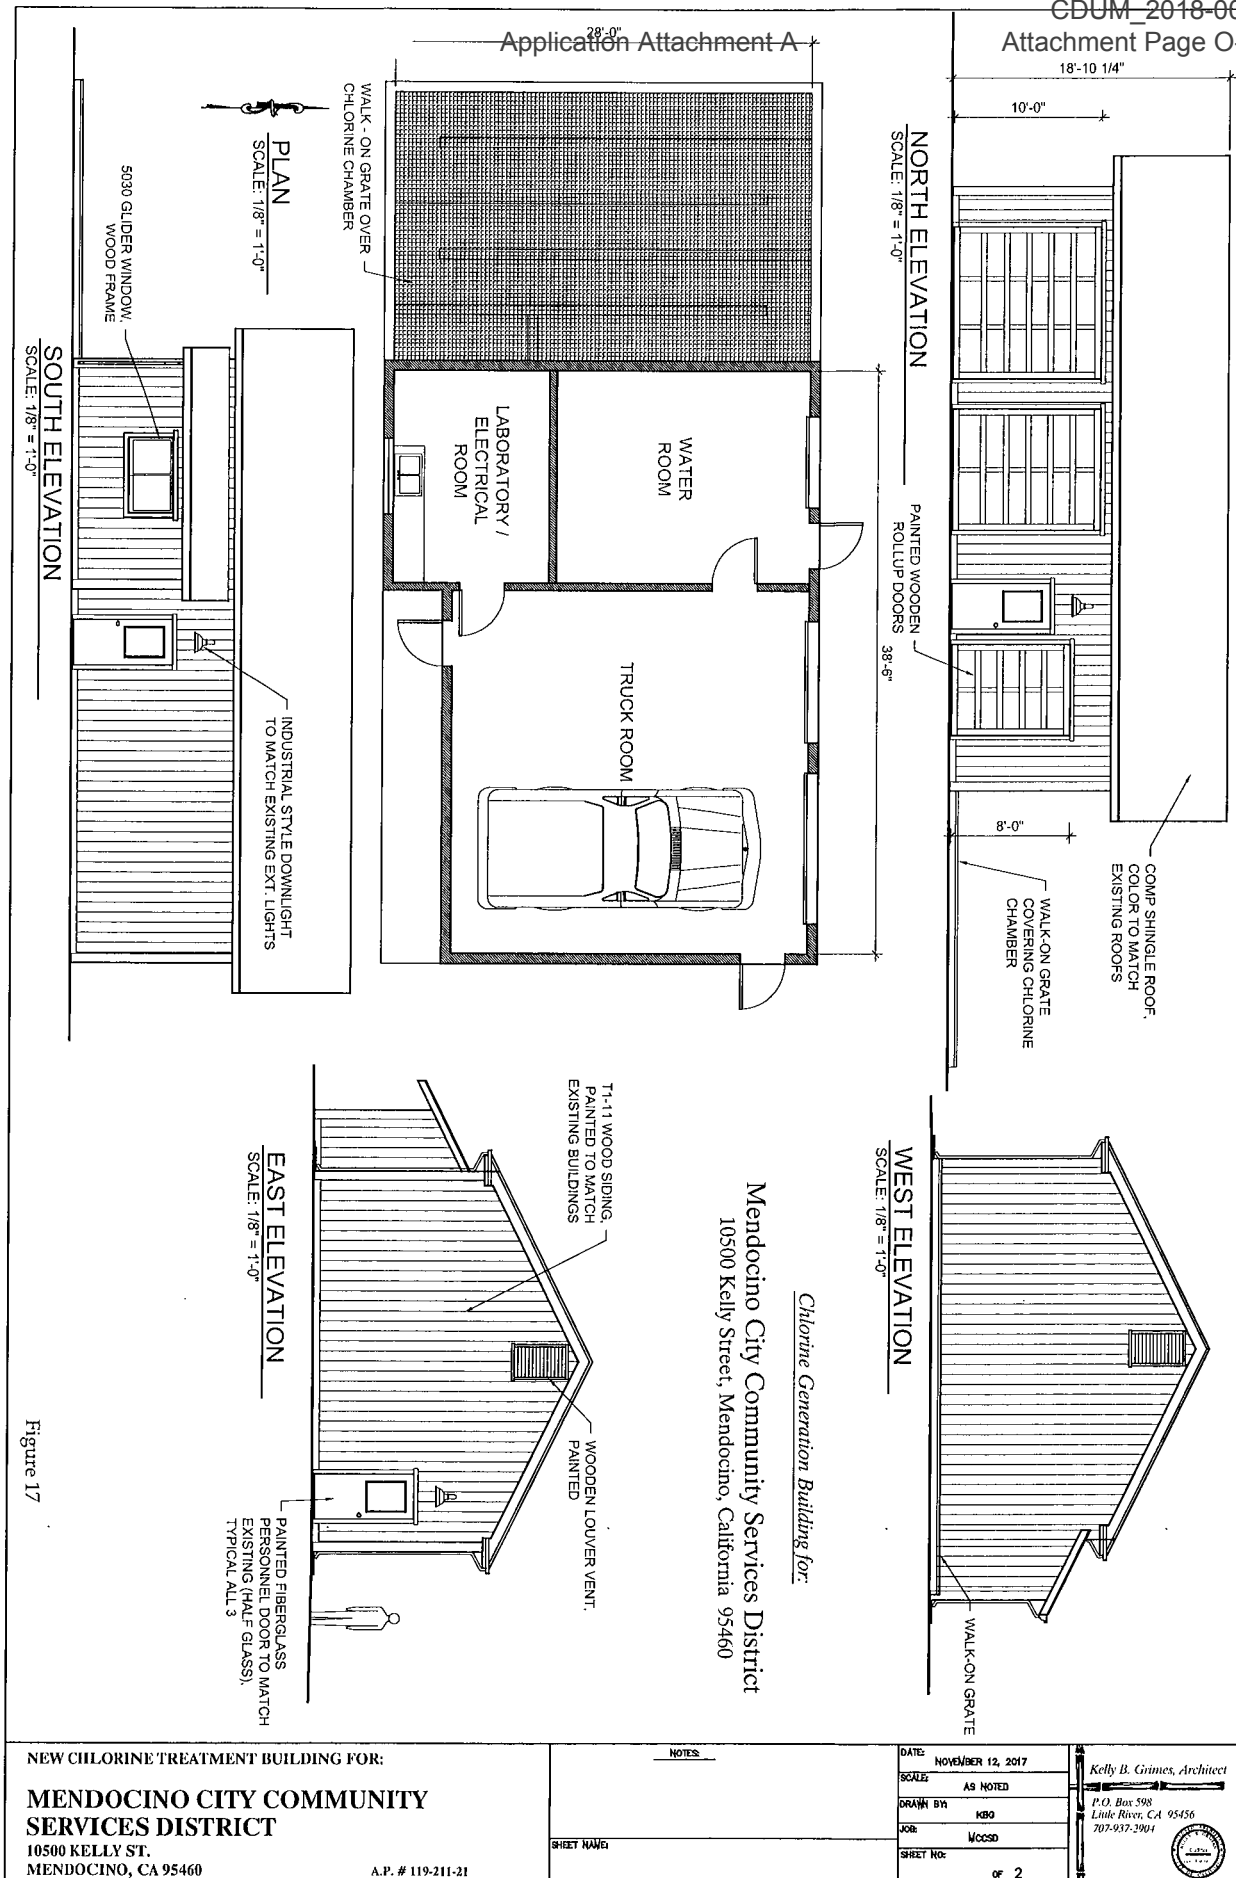 CDUM_2018-00
Application Attachment A
Attachment Page O-
18'-10 1/4"
10'-0"
NORTH ELEVATION
SCALE: 1/8" = 1'-0"
PAINTED WOODEN
ROLLUP DOORS
8'-0"
COMP SHINGLE ROOF,
COLOR TO MATCH
EXISTING ROOFS
WALK-ON GRATE
COVERING CHLORINE
CHAMBER
WEST ELEVATION
SCALE: 1/8" = 1'-0"
WALK-ON GRATE
28'-0"
38'-6"
WALK - ON GRATE OVER
CHLORINE CHAMBER
PLAN
SCALE: 1/8" = 1'-0"
WATER
ROOM
LABORATORY /
ELECTRICAL
ROOM
TRUCK ROOM
Chlorine Generation Building for:
Mendocino City Community Services District
10500 Kelly Street, Mendocino, California 95460
5030 GLIDER WINDOW,
WOOD FRAME
SOUTH ELEVATION
SCALE: 1/8" = 1'-0"
INDUSTRIAL STYLE DOWNLIGHT
TO MATCH EXISTING EXT. LIGHTS
T1-11 WOOD SIDING,
PAINTED TO MATCH
EXISTING BUILDINGS
EAST ELEVATION
SCALE: 1/8" = 1'-0"
WOODEN LOUVER VENT,
PAINTED
PAINTED FIBERGLASS
PERSONNEL DOOR TO MATCH
EXISTING (HALF GLASS),
TYPICAL ALL 3
Figure 17
NEW CHLORINE TREATMENT BUILDING FOR:
MENDOCINO CITY COMMUNITY
SERVICES DISTRICT
10500 KELLY ST.
MENDOCINO, CA 95460
A.P. # 119-211-21
NOTES:
SHEET NAME:
DATE:
NOVEMBER 12, 2017
SCALE:
AS NOTED
DRAWN BY:
KBG
JOB:
MCCSD
SHEET NO:
OF 2
Kelly B. Grimes, Architect
P.O. Box 598
Little River, CA 95456
707-937-2904